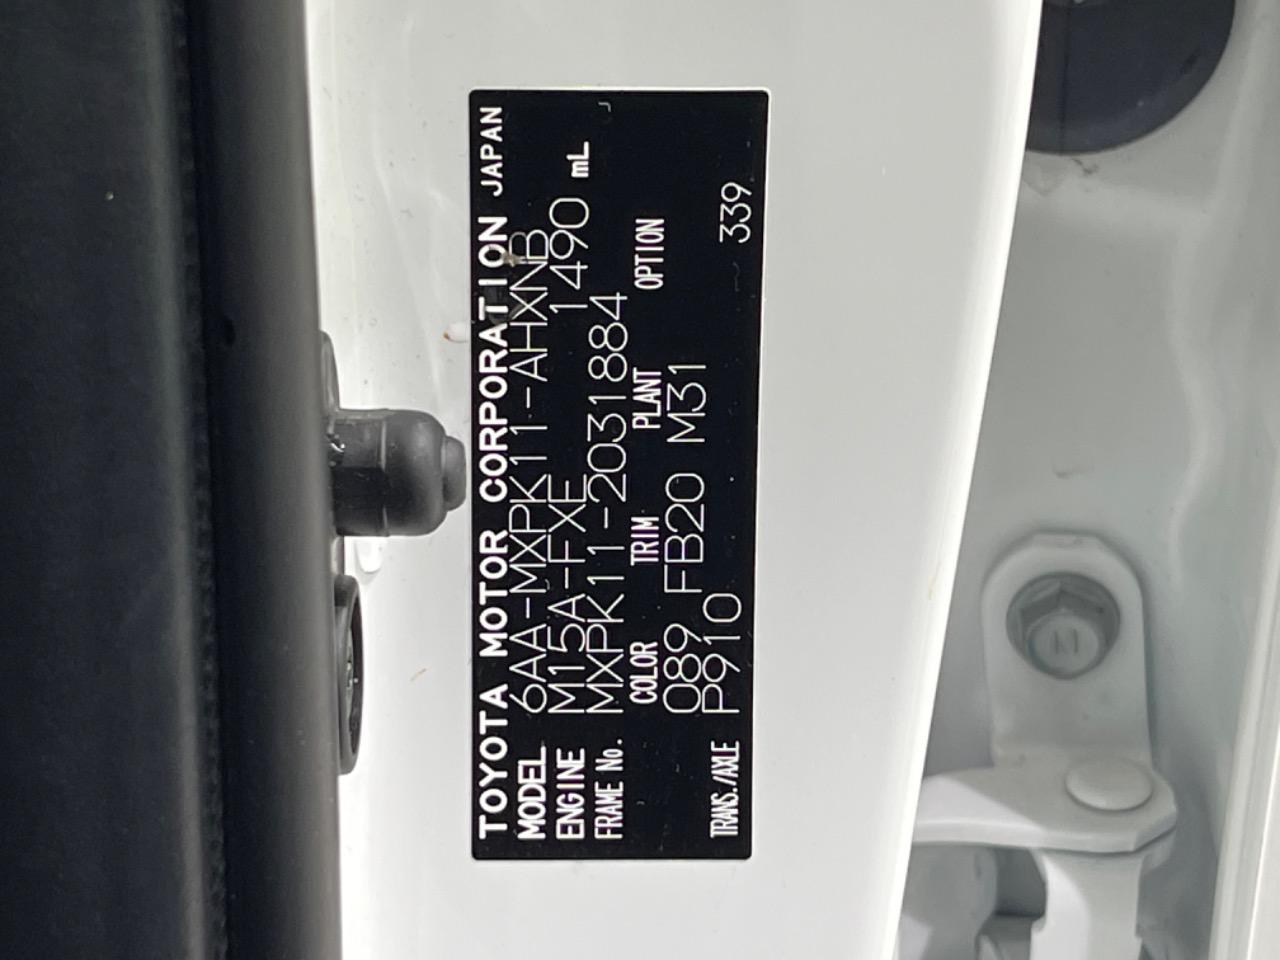 TOYOTA MOTOR CORPORATION JAPAN
MODEL 6AA-MXPK11-AHXNB
ENGINE M15A-FXE 1490 mL
FRAME No. MXPK11-2031884
COLOR TRIM PLANT OPTION
089 FB20 M31
TRANS./AXLE P910 339